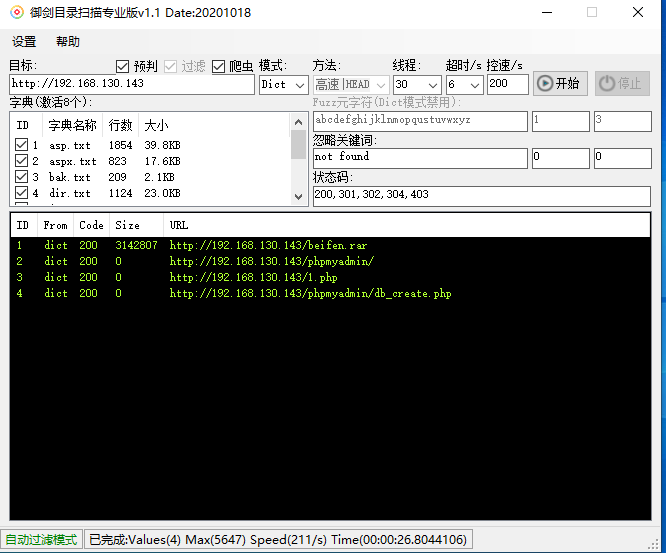 御剑目录扫描专业版v1.1 Date:20201018
设置 帮助
目标: 预判 过滤 爬虫 模式: 方法: 线程: 超时/s 控速/s
http://192.168.130.143 Dict 高速|HEAD 30 6 200 开始 停止
字典(激活8个): Fuzz元字符(Dict模式禁用):
abcdefghijklnmopqustuvwxyz 1 3
ID 字典名称 行数 大小
忽略关键词:
1 asp.txt 1854 39.8KB
not found 0 0
2 aspx.txt 823 17.6KB
3 bak.txt 209 2.1KB
状态码:
4 dir.txt 1124 23.0KB
200,301,302,304,403
ID From Code Size URL
1 dict 200 3142807 http://192.168.130.143/beifen.rar
2 dict 200 0 http://192.168.130.143/phpmyadmin/
3 dict 200 0 http://192.168.130.143/1.php
4 dict 200 0 http://192.168.130.143/phpmyadmin/db_create.php
自动过滤模式 已完成:Values(4) Max(5647) Speed(211/s) Time(00:00:26.8044106)